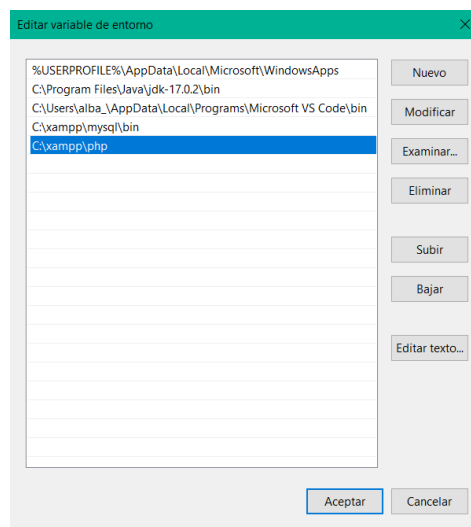 Editar variable de entorno
%USERPROFILE%\AppData\Local\Microsoft\WindowsApps
C:\Program Files\Java\jdk-17.0.2\bin
C:\Users\alba_\AppData\Local\Programs\Microsoft VS Code\bin
C:\xampp\mysql\bin
C:\xampp\php
Nuevo
Modificar
Examinar...
Eliminar
Subir
Bajar
Editar texto...
Aceptar
Cancelar